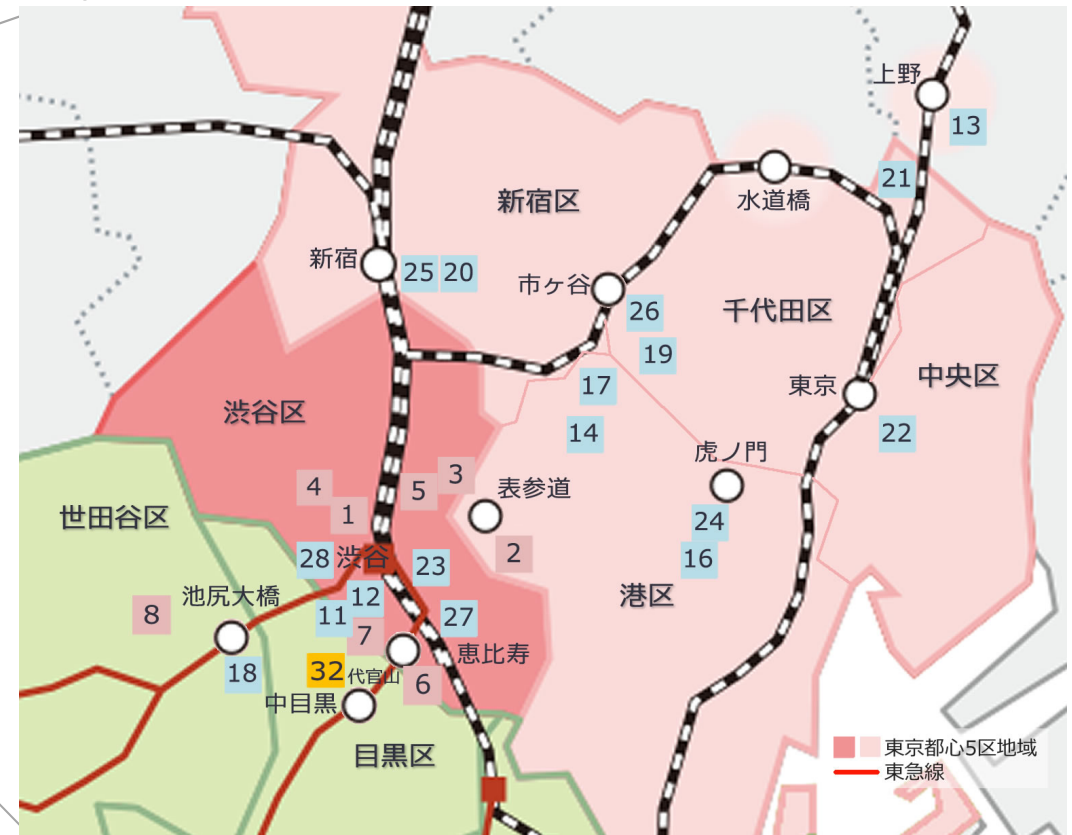 上野
13
21
水道橋
新宿区
新宿
25 20
市ヶ谷
26
千代田区
19
17
東京
中央区
渋谷区
14
22
虎ノ門
3
4
5
表参道
世田谷区
1
24
2
16
28
渋谷
23
池尻大橋
12
港区
8
11
27
7
恵比寿
18
32
代官山
6
中目黒
目黒区
東京都心5区地域
東急線